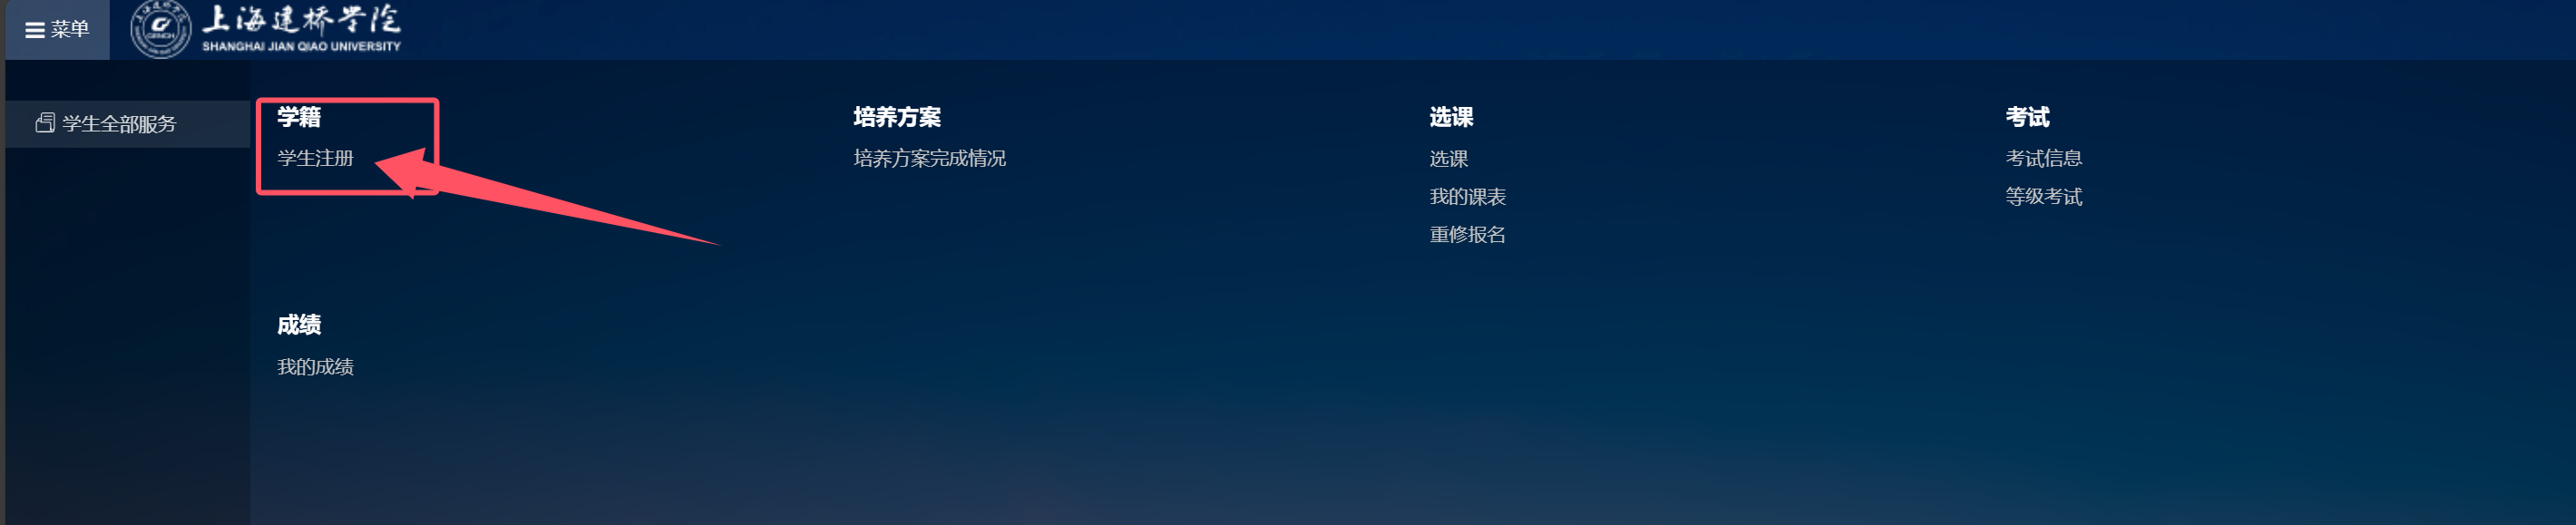 菜单
上海建桥学院
SHANGHAI JIAN QIAO UNIVERSITY
学生全部服务
学籍
学生注册
培养方案
培养方案完成情况
选课
选课
我的课表
重修报名
考试
考试信息
等级考试
成绩
我的成绩